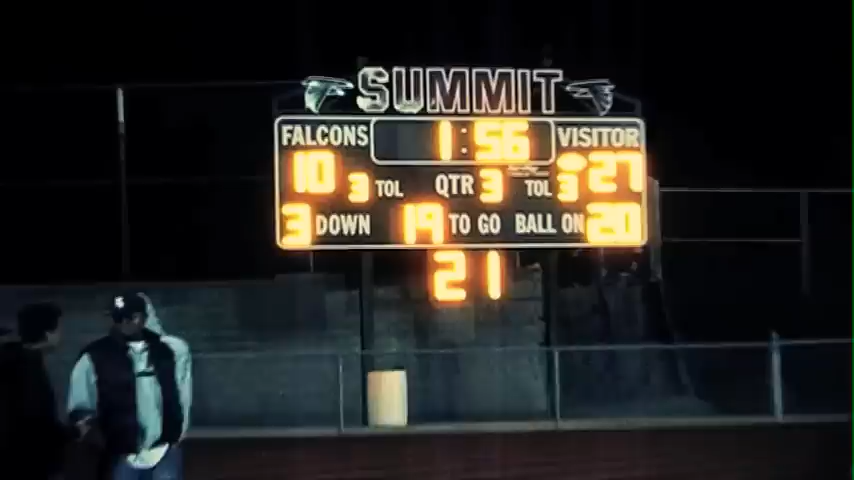 SUMMIT
FALCONS 1:56 VISITOR
10 3 TOL QTR 3 TOL 3 27
3 DOWN 19 TO GO BALL ON 20
21